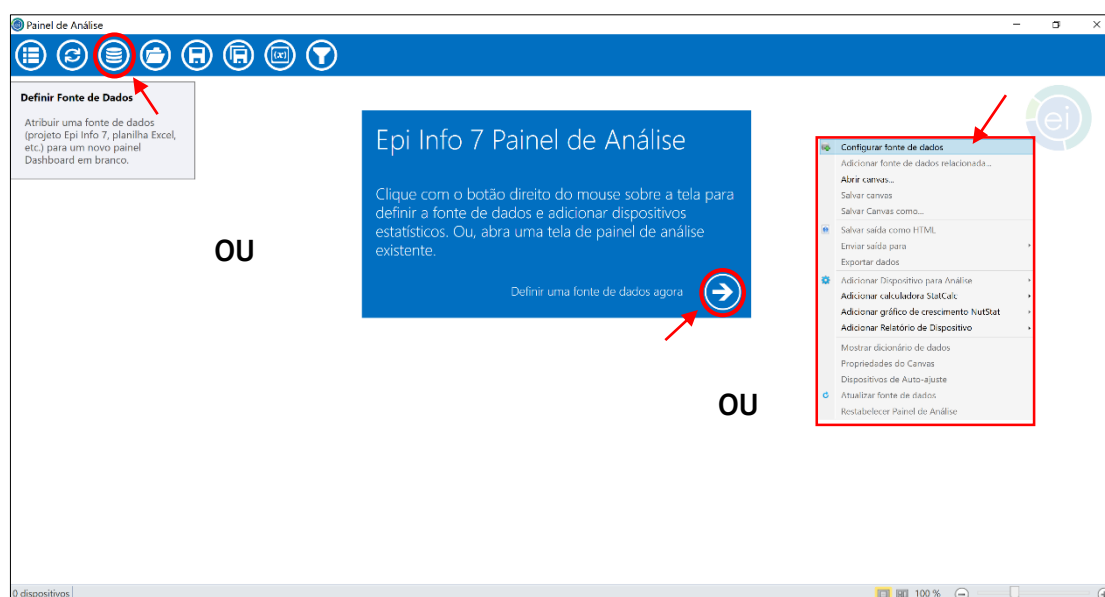 Painel de Análise
Definir Fonte de Dados
Atribuir uma fonte de dados
(projeto Epi Info 7, planilha Excel,
etc.) para um novo painel
Dashboard em branco.
OU
Epi Info 7 Painel de Análise
Clique com o botão direito do mouse sobre a tela para
definir a fonte de dados e adicionar dispositivos
estatísticos. Ou, abra uma tela de painel de análise
existente.
Definir uma fonte de dados agora
OU
ei
Configurar fonte de dados
Adicionar fonte de dados relacionada...
Abrir canvas...
Salvar canvas
Salvar Canvas como...
Salvar saída como HTML
Enviar saída para
Exportar dados
Adicionar Dispositivo para Análise
Adicionar calculadora StatCalc
Adicionar gráfico de crescimento NutStat
Adicionar Relatório de Dispositivo
Mostrar dicionário de dados
Propriedades do Canvas
Dispositivos de Auto-ajuste
Atualizar fonte de dados
Restabelecer Painel de Análise
0 dispositivos
100 %